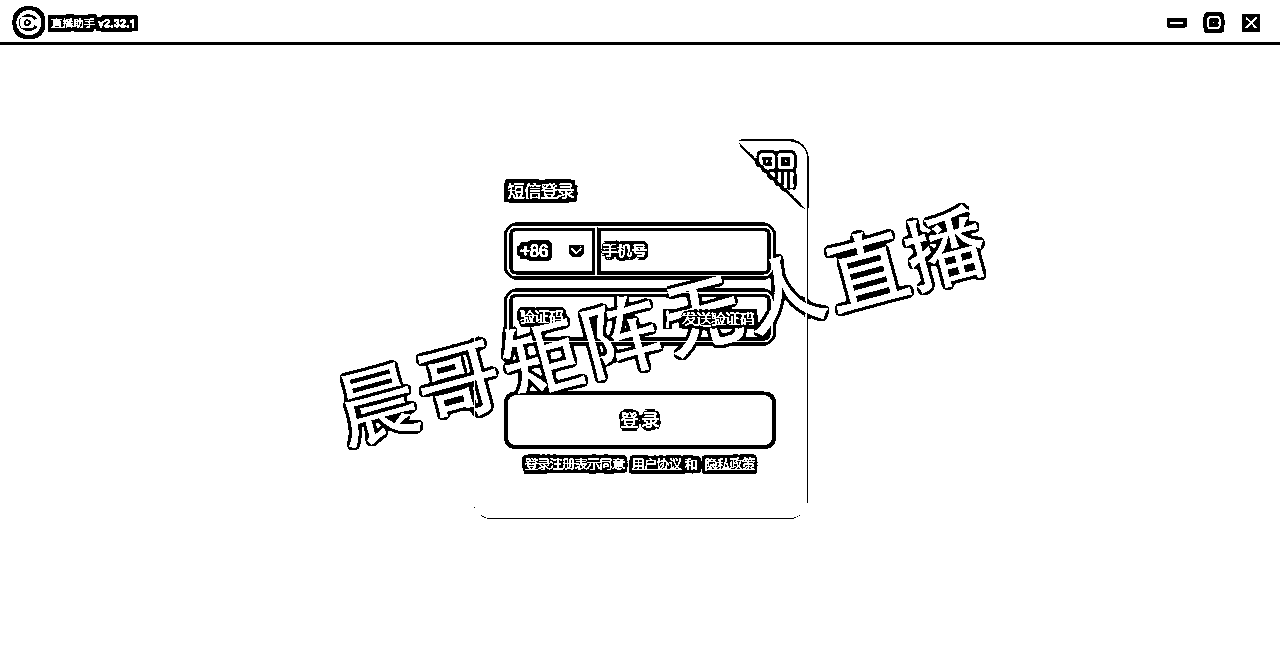 直播助手 v2.32.1
短信登录
+86 手机号
验证码 发送验证码
晨哥矩阵无人直播
登录
登录注册表示同意 用户协议 和 隐私政策